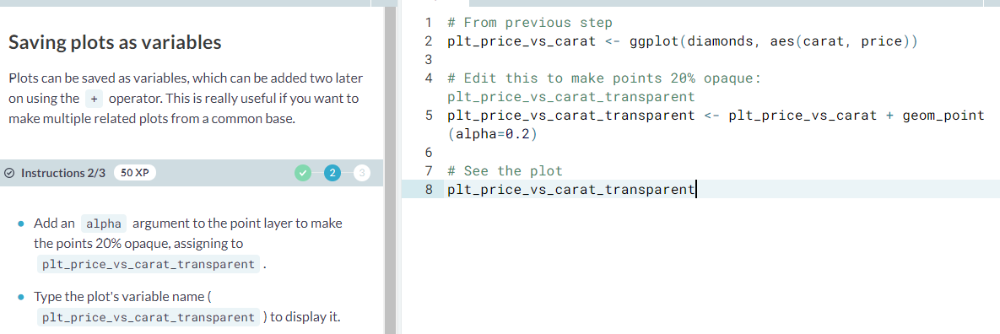 Saving plots as variables
Plots can be saved as variables, which can be added two later
on using the + operator. This is really useful if you want to
make multiple related plots from a common base.
Instructions 2/3 50 XP 2 3
Add an alpha argument to the point layer to make
the points 20% opaque, assigning to
plt_price_vs_carat_transparent .
Type the plot's variable name (
plt_price_vs_carat_transparent ) to display it.
1 # From previous step
2 plt_price_vs_carat <- ggplot(diamonds, aes(carat, price))
3
4 # Edit this to make points 20% opaque:
plt_price_vs_carat_transparent
5 plt_price_vs_carat_transparent <- plt_price_vs_carat + geom_point
(alpha=0.2)
6
7 # See the plot
8 plt_price_vs_carat_transparent